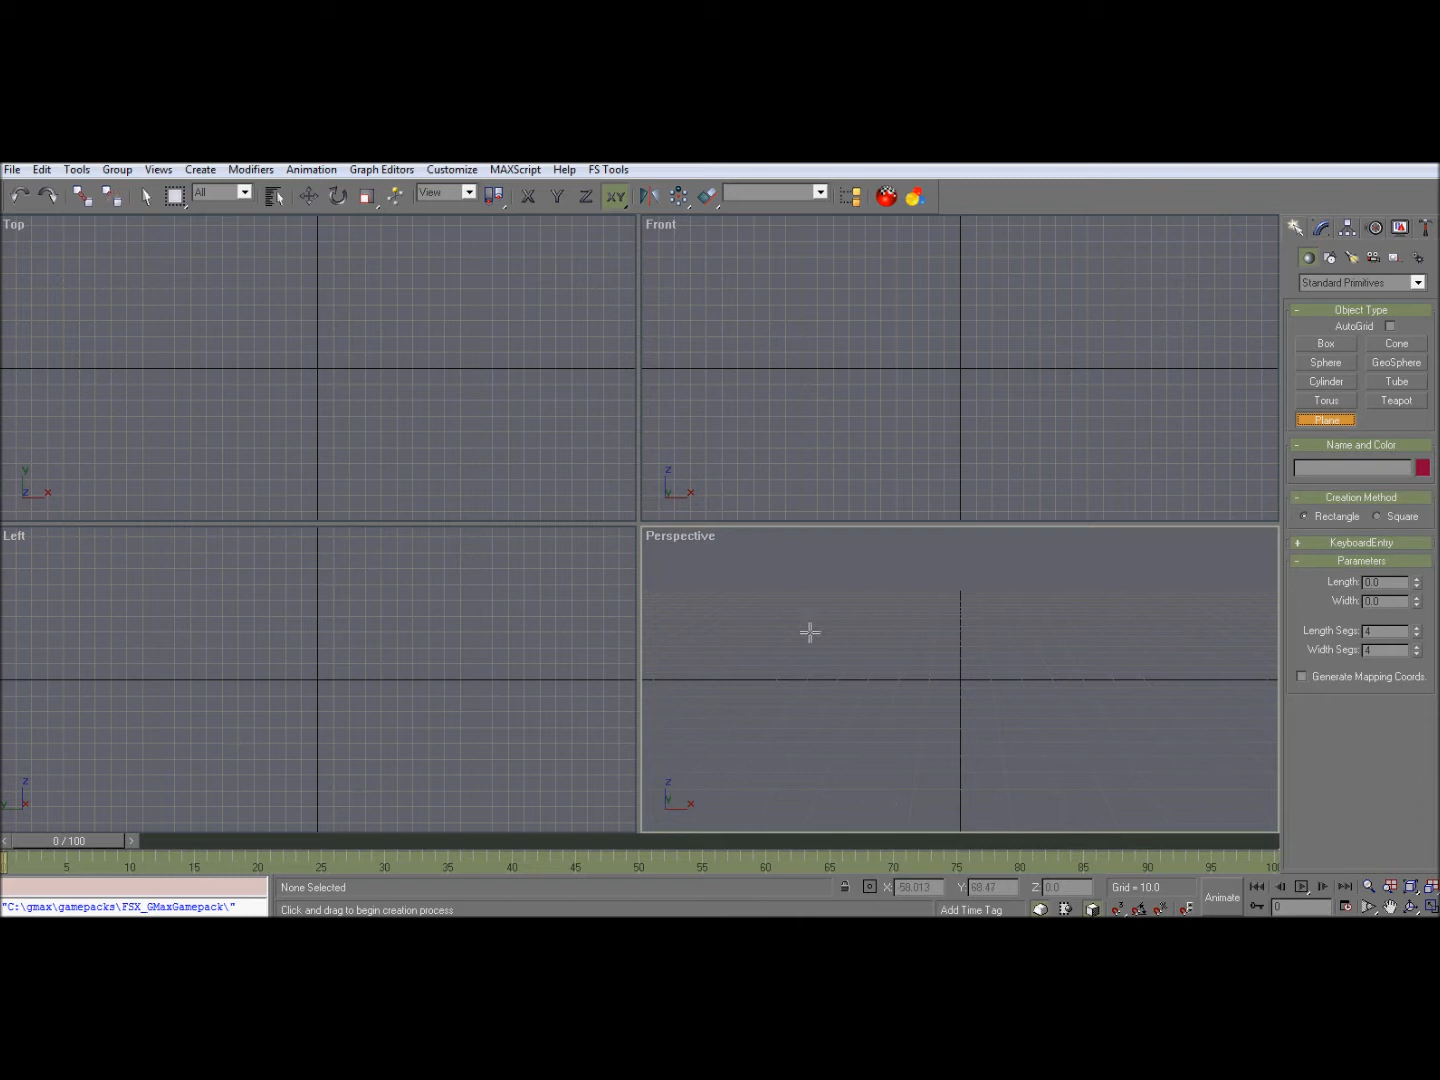 File Edit Tools Group Views Create Modifiers Animation Graph Editors Customize MAXScript Help FS Tools
All View X Y Z XY
Top Front
Standard Primitives
Object Type
AutoGrid
Box Cone
Sphere GeoSphere
Cylinder Tube
Torus Teapot
Plane
Name and Color
y z x
z x y x
Creation Method
Rectangle Square
Left Perspective
KeyboardEntry
Parameters
Length: 0.0
Width: 0.0
Length Segs: 4
Width Segs: 4
Generate Mapping Coords.
z z
y x y x
< 0 / 100 >
5 10 15 20 25 30 35 40 45 50 55 60 65 70 75 80 85 90 95 100
None Selected X: -58.013 Y: 68.47 Z: 0.0 Grid = 10.0 Animate
"C:\gmax\gamepacks\FSX_GMaxGamepack\" Click and drag to begin creation process Add Time Tag 0